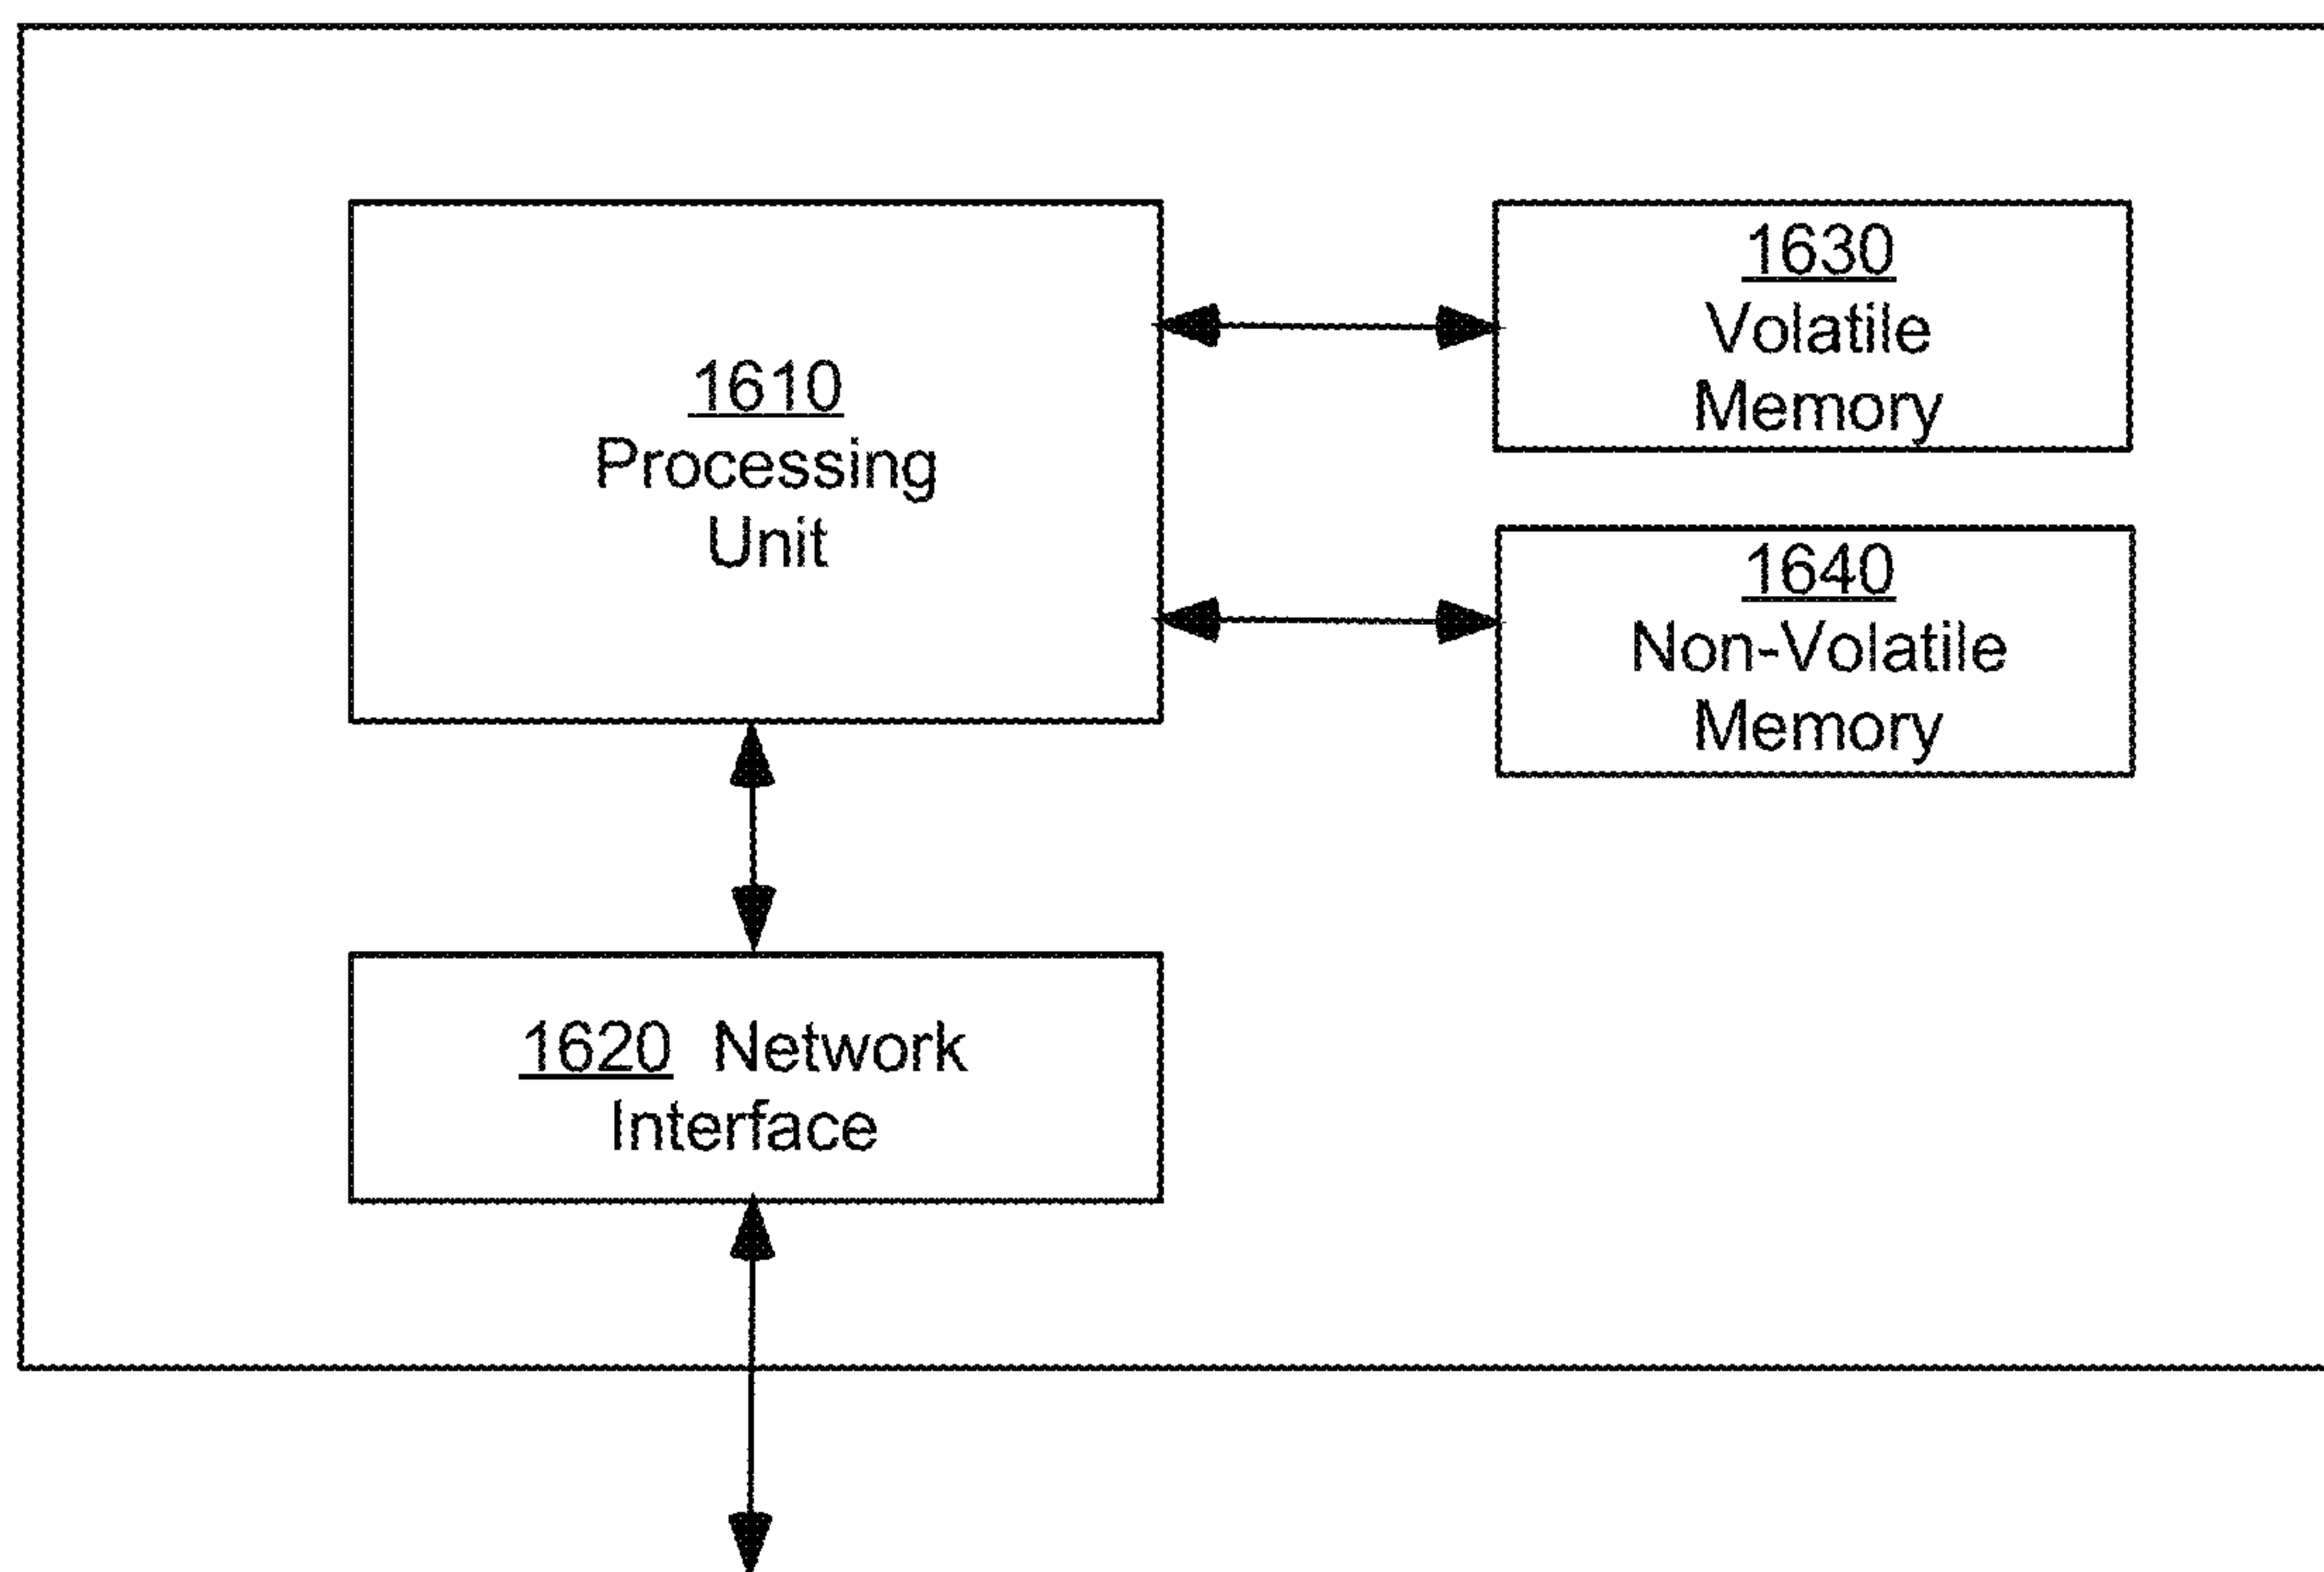 1610
Processing
Unit
1630
Volatile
Memory
1640
Non-Volatile
Memory
1620 Network
Interface